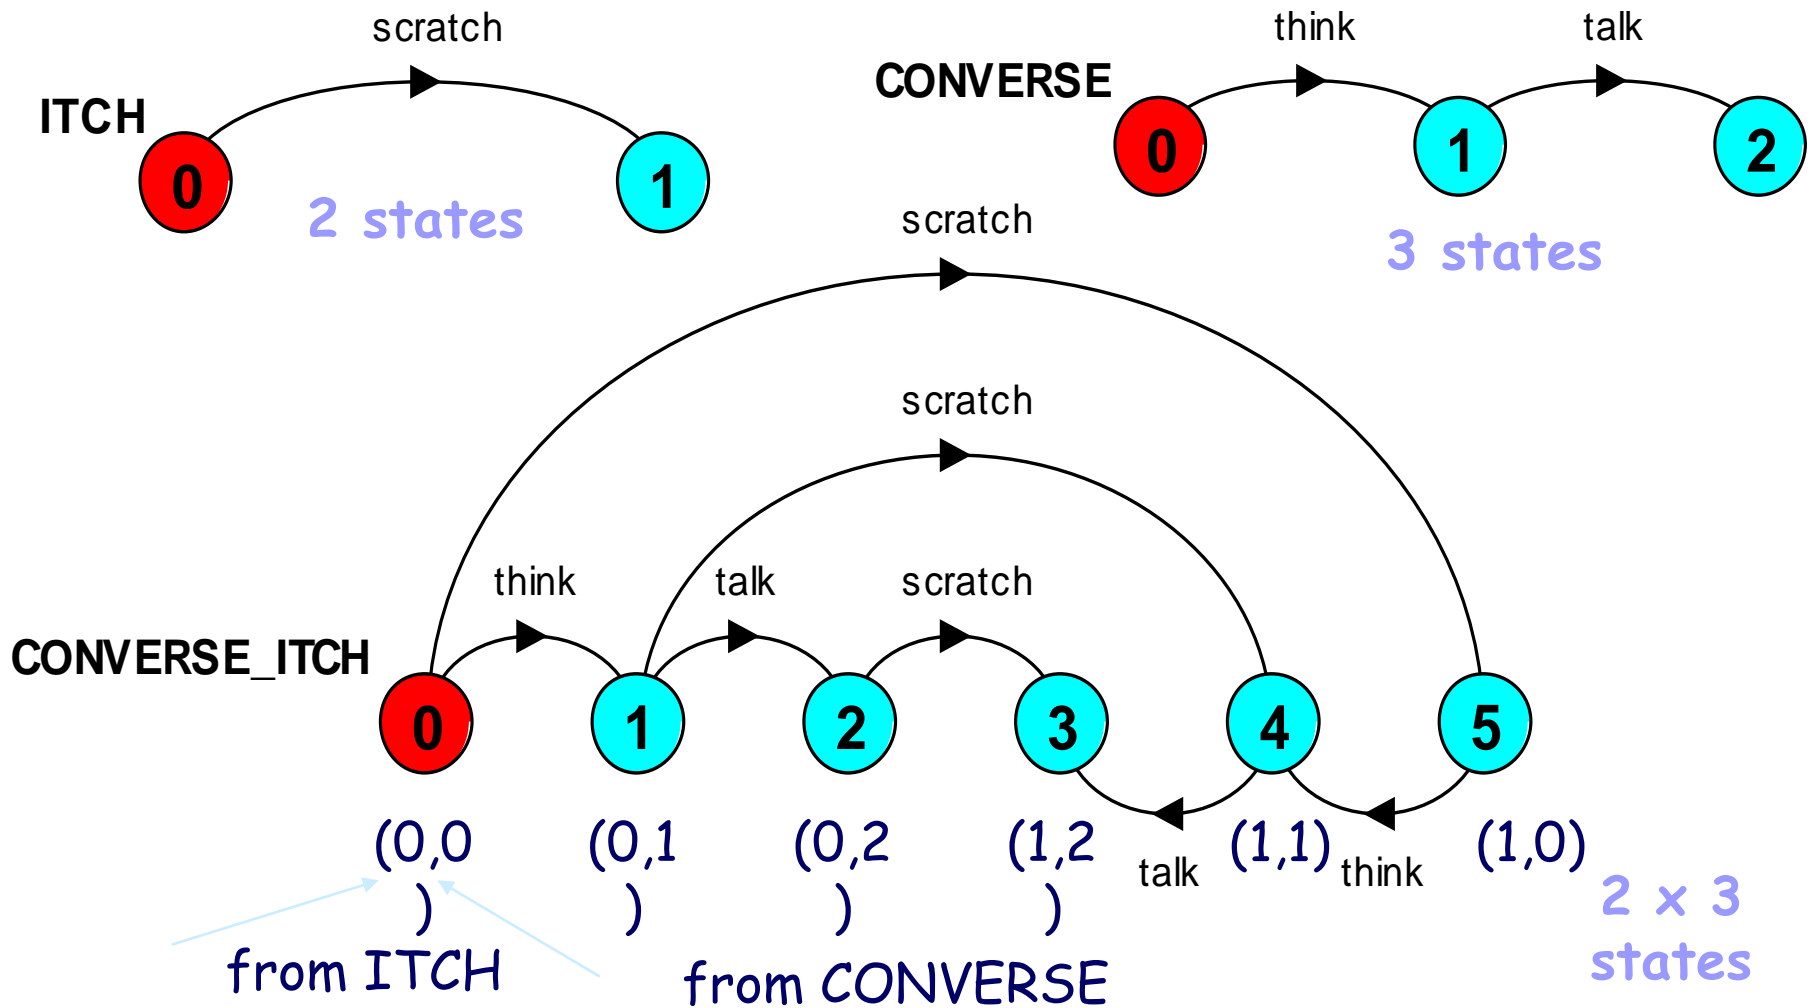 scratch
ITCH
0
1
2 states
think
talk
CONVERSE
0
1
2
3 states
scratch
scratch
think
talk
scratch
CONVERSE_ITCH
0
1
2
3
4
5
(0,0
)
(0,1
)
(0,2
)
(1,2
)
talk
(1,1)
think
(1,0)
2 x 3
states
from ITCH
from CONVERSE